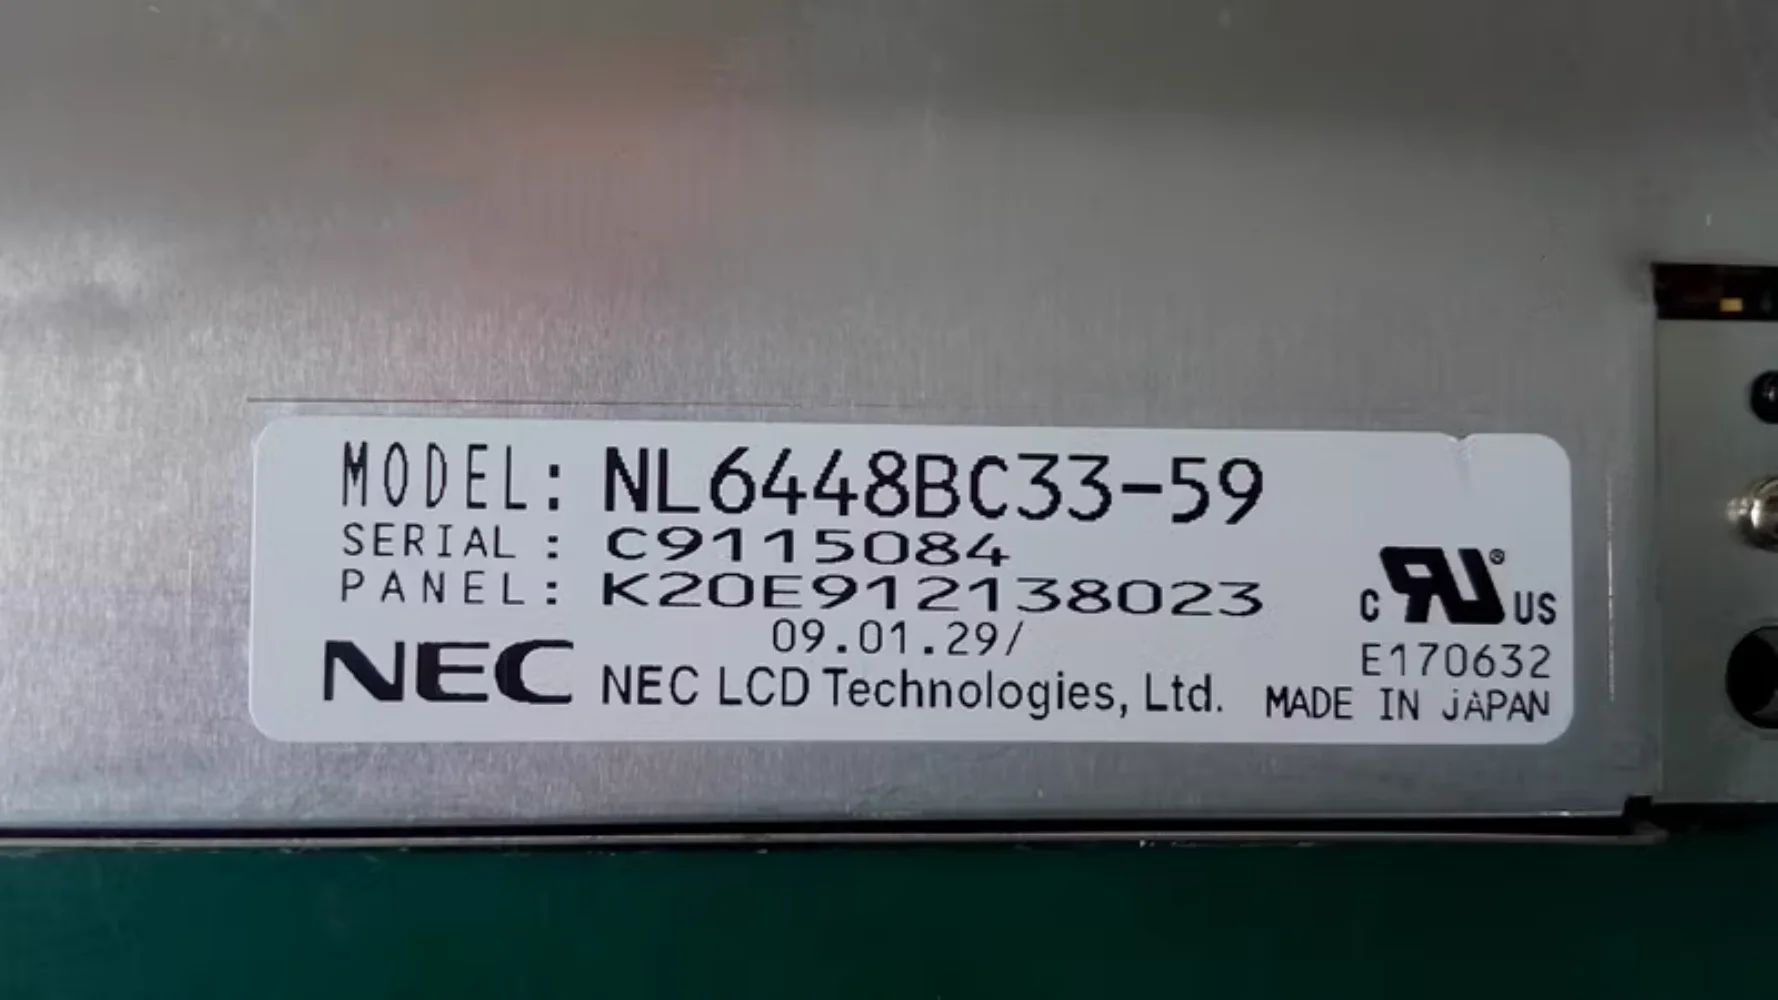 MODEL: NL6448BC33-59
SERIAL : C9115084
PANEL: K20E912138023
09.01.29/
NEC NEC LCD Technologies, Ltd.
c RU® US
E170632
MADE IN JAPAN